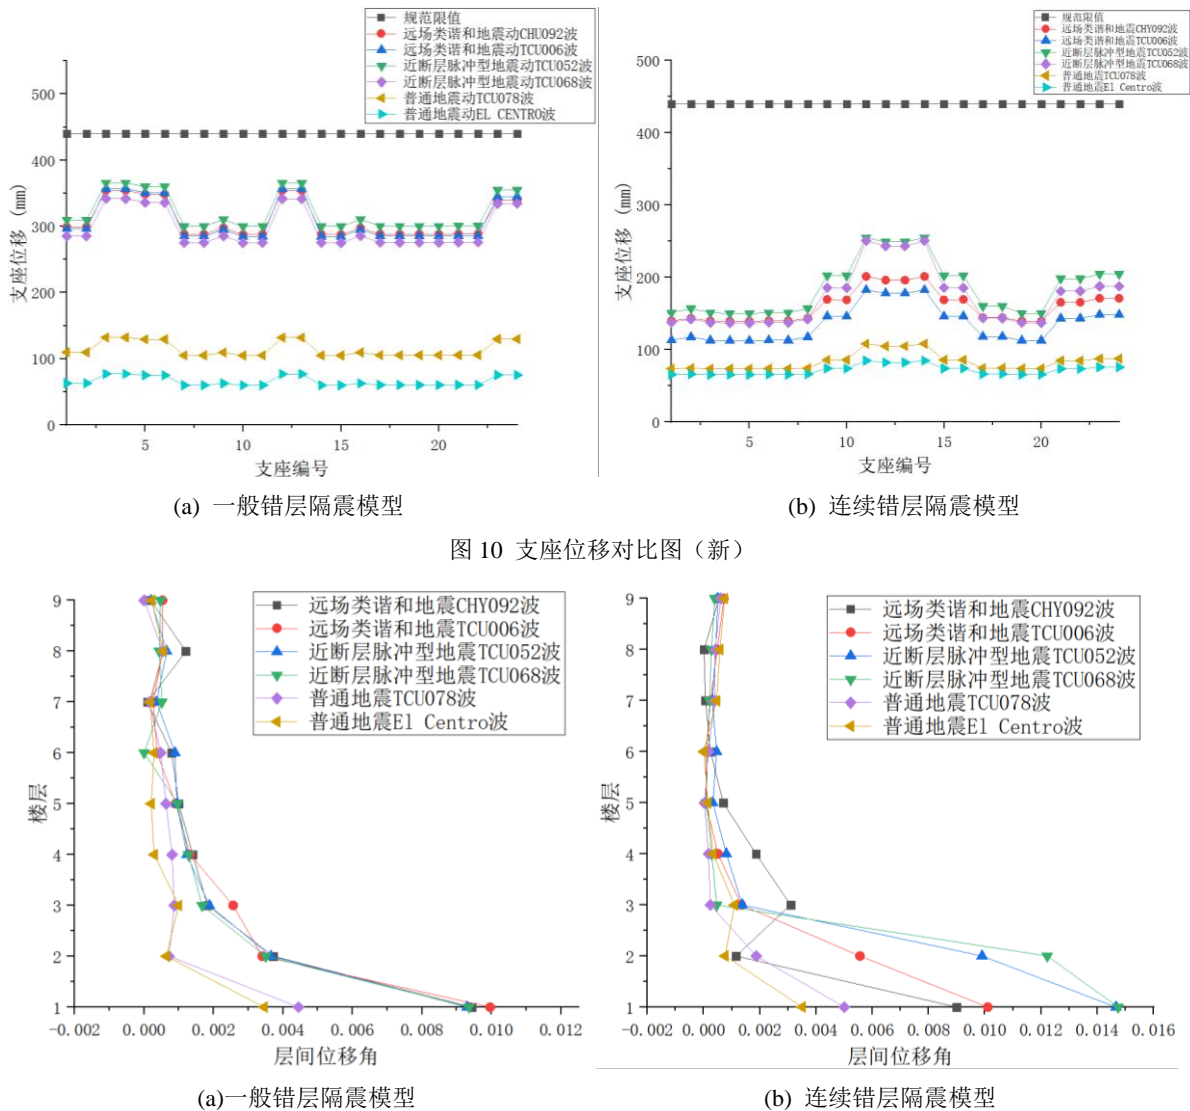 规范限值
远场类谐和地震动CHU092波
远场类谐和地震动TCU006波
近断层脉冲型地震动TCU052波
近断层脉冲型地震动TCU068波
普通地震动TCU078波
普通地震动EL CENTRO波
支座位移 (mm)
500
400
300
200
100
0
5
10
15
20
支座编号
(a) 一般错层隔震模型
规范限值
远场类谐和地震CHY092波
远场类谐和地震TCU006波
近断层脉冲型地震TCU052波
近断层脉冲型地震TCU068波
普通地震TCU078波
普通地震El Centro波
支座位移 (mm)
500
400
300
200
100
0
5
10
15
20
支座编号
(b) 连续错层隔震模型
图 10 支座位移对比图（新）
远场类谐和地震CHY092波
远场类谐和地震TCU006波
近断层脉冲型地震TCU052波
近断层脉冲型地震TCU068波
普通地震TCU078波
普通地震El Centro波
楼层
9
8
7
6
5
4
3
2
1
-0.002
0.000
0.002
0.004
0.006
0.008
0.010
0.012
层间位移角
(a)一般错层隔震模型
远场类谐和地震CHY092波
远场类谐和地震TCU006波
近断层脉冲型地震TCU052波
近断层脉冲型地震TCU068波
普通地震TCU078波
普通地震El Centro波
楼层
9
8
7
6
5
4
3
2
1
-0.002
0.000
0.002
0.004
0.006
0.008
0.010
0.012
0.014
0.016
层间位移角
(b) 连续错层隔震模型